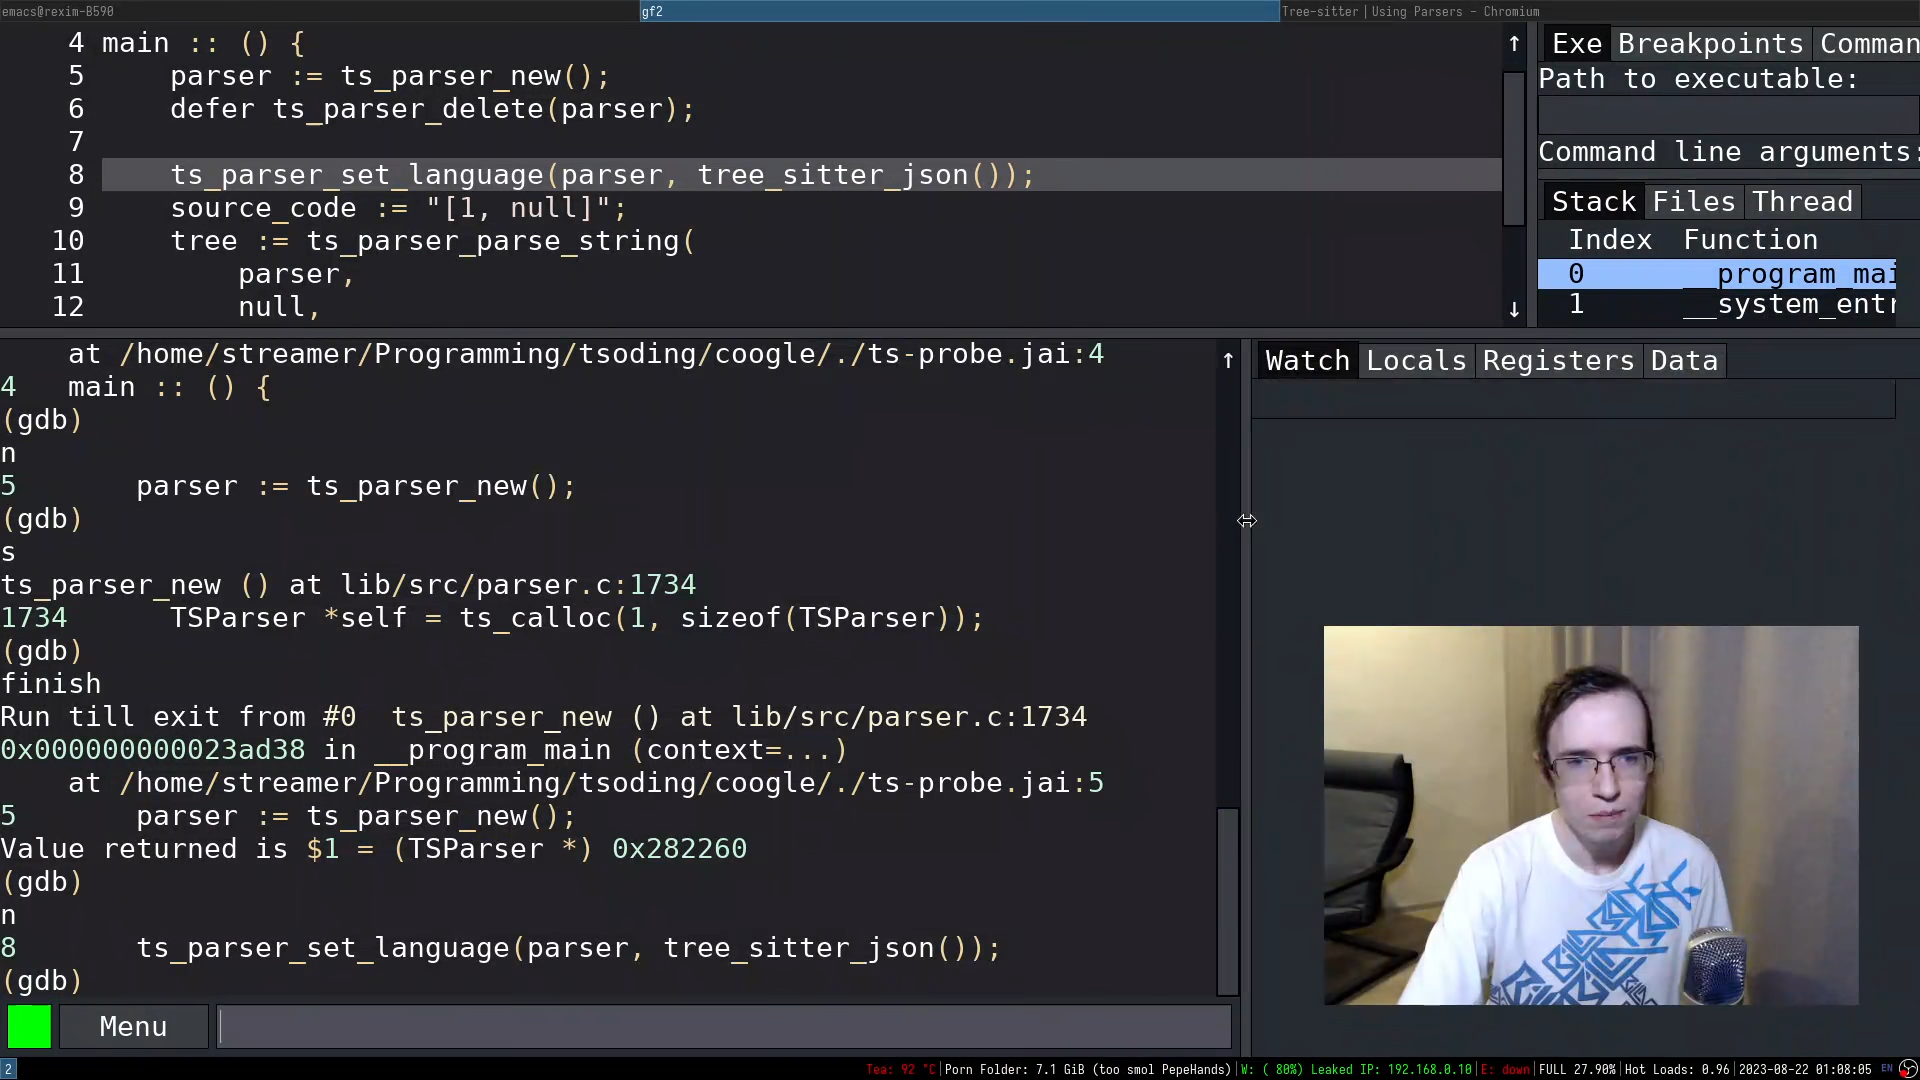 emacs@rexim-B590
gf2
Tree-sitter | Using Parsers - Chromium
4 main :: () {
5 parser := ts_parser_new();
6 defer ts_parser_delete(parser);
7
8 ts_parser_set_language(parser, tree_sitter_json());
9 source_code := "[1, null]";
10 tree := ts_parser_parse_string(
11 parser,
12 null,
Exe Breakpoints Comman
Path to executable:
Command line arguments:
Stack Files Thread
Index Function
0 __program_mai
1 __system_entr
at /home/streamer/Programming/tsoding/coogle/./ts-probe.jai:4
4 main :: () {
(gdb)
n
5 parser := ts_parser_new();
(gdb)
s
ts_parser_new () at lib/src/parser.c:1734
1734 TSParser *self = ts_calloc(1, sizeof(TSParser));
(gdb)
finish
Run till exit from #0 ts_parser_new () at lib/src/parser.c:1734
0x000000000023ad38 in __program_main (context=...)
at /home/streamer/Programming/tsoding/coogle/./ts-probe.jai:5
5 parser := ts_parser_new();
Value returned is $1 = (TSParser *) 0x282260
(gdb)
n
8 ts_parser_set_language(parser, tree_sitter_json());
(gdb)
Watch Locals Registers Data
Menu
2
Tea: 92 °C|Porn Folder: 7.1 GiB (too smol PepeHands)|W: ( 80%) Leaked IP: 192.168.0.10|E: down|FULL 27.90%|Hot Loads: 0.96|2023-08-22 01:08:05 EN